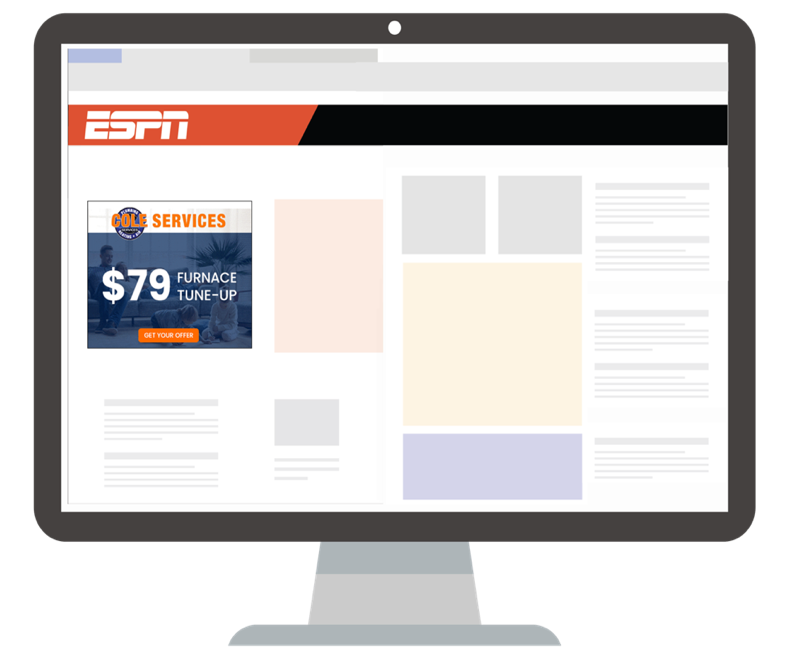 ESPN
COLE SERVICES
$79 FURNACE
TUNE-UP
GET YOUR OFFER